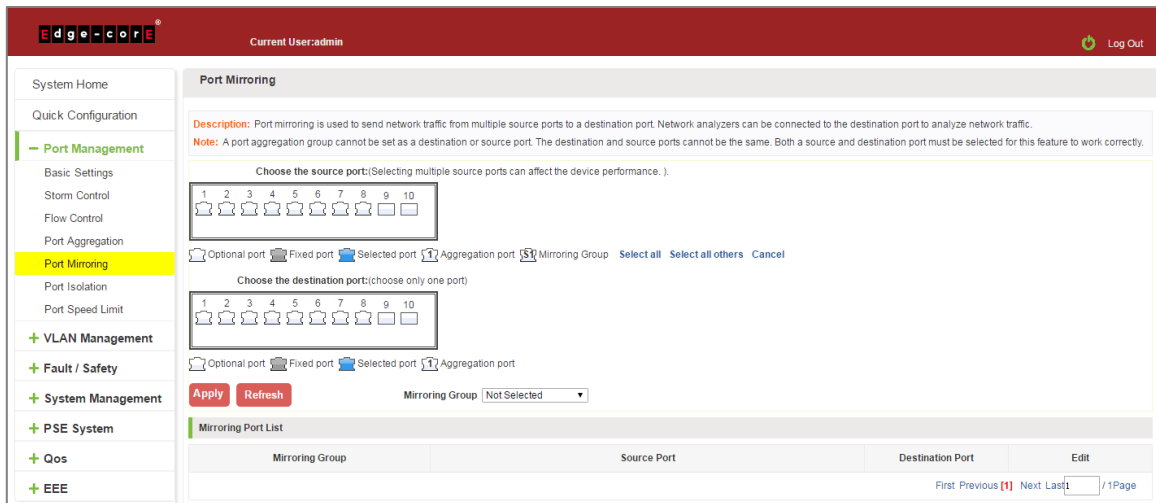 Edge-corE®
Current User:admin
Log Out
System Home
Quick Configuration
− Port Management
Basic Settings
Storm Control
Flow Control
Port Aggregation
Port Mirroring
Port Isolation
Port Speed Limit
+ VLAN Management
+ Fault / Safety
+ System Management
+ PSE System
+ Qos
+ EEE
Port Mirroring
Description: Port mirroring is used to send network traffic from multiple source ports to a destination port. Network analyzers can be connected to the destination port to analyze network traffic.
Note: A port aggregation group cannot be set as a destination or source port. The destination and source ports cannot be the same. Both a source and destination port must be selected for this feature to work correctly.
Choose the source port:(Selecting multiple source ports can affect the device performance. ).
1 2 3 4 5 6 7 8 9 10
Optional port Fixed port Selected port 1 Aggregation port S1 Mirroring Group Select all Select all others Cancel
Choose the destination port:(choose only one port)
1 2 3 4 5 6 7 8 9 10
Optional port Fixed port Selected port 1 Aggregation port
Apply Refresh Mirroring Group Not Selected
Mirroring Port List
Mirroring Group Source Port Destination Port Edit
First Previous [1] Next Last 1 / 1Page